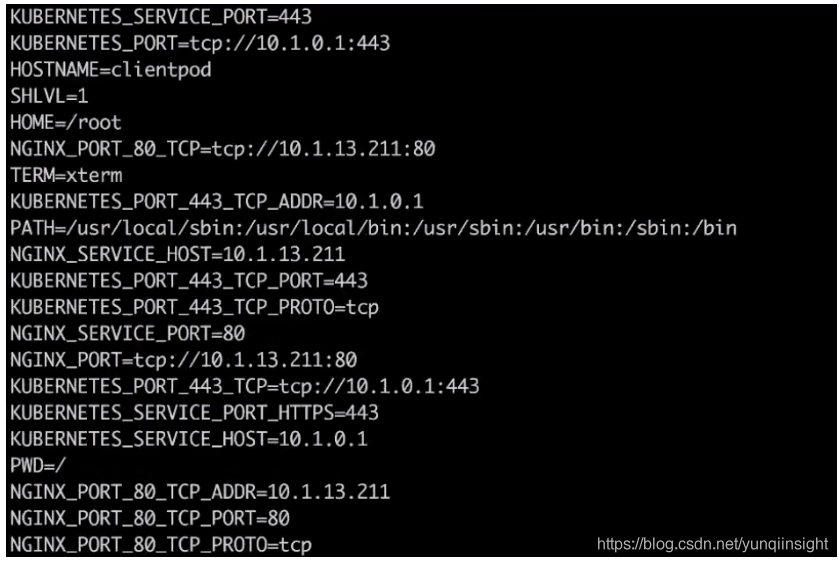 KUBERNETES_SERVICE_PORT=443
KUBERNETES_PORT=tcp://10.1.0.1:443
HOSTNAME=clientpod
SHLVL=1
HOME=/root
NGINX_PORT_80_TCP=tcp://10.1.13.211:80
TERM=xterm
KUBERNETES_PORT_443_TCP_ADDR=10.1.0.1
PATH=/usr/local/sbin:/usr/local/bin:/usr/sbin:/usr/bin:/sbin:/bin
NGINX_SERVICE_HOST=10.1.13.211
KUBERNETES_PORT_443_TCP_PORT=443
KUBERNETES_PORT_443_TCP_PROTO=tcp
NGINX_SERVICE_PORT=80
NGINX_PORT=tcp://10.1.13.211:80
KUBERNETES_PORT_443_TCP=tcp://10.1.0.1:443
KUBERNETES_SERVICE_PORT_HTTPS=443
KUBERNETES_SERVICE_HOST=10.1.0.1
PWD=/
NGINX_PORT_80_TCP_ADDR=10.1.13.211
NGINX_PORT_80_TCP_PORT=80
NGINX_PORT_80_TCP_PROTO=tcp
https://blog.csdn.net/yunqiinsight